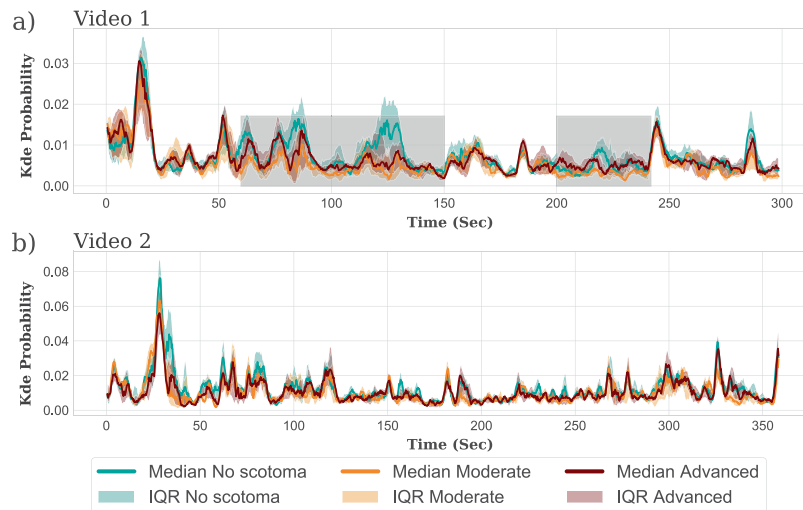 a) Video 1
Kde Probability
0.03
0.02
0.01
0.00
0 50 100 150 200 250 300
Time (Sec)
b) Video 2
Kde Probability
0.08
0.06
0.04
0.02
0.00
0 50 100 150 200 250 300 350
Time (Sec)
Median No scotoma Median Moderate Median Advanced
IQR No scotoma IQR Moderate IQR Advanced